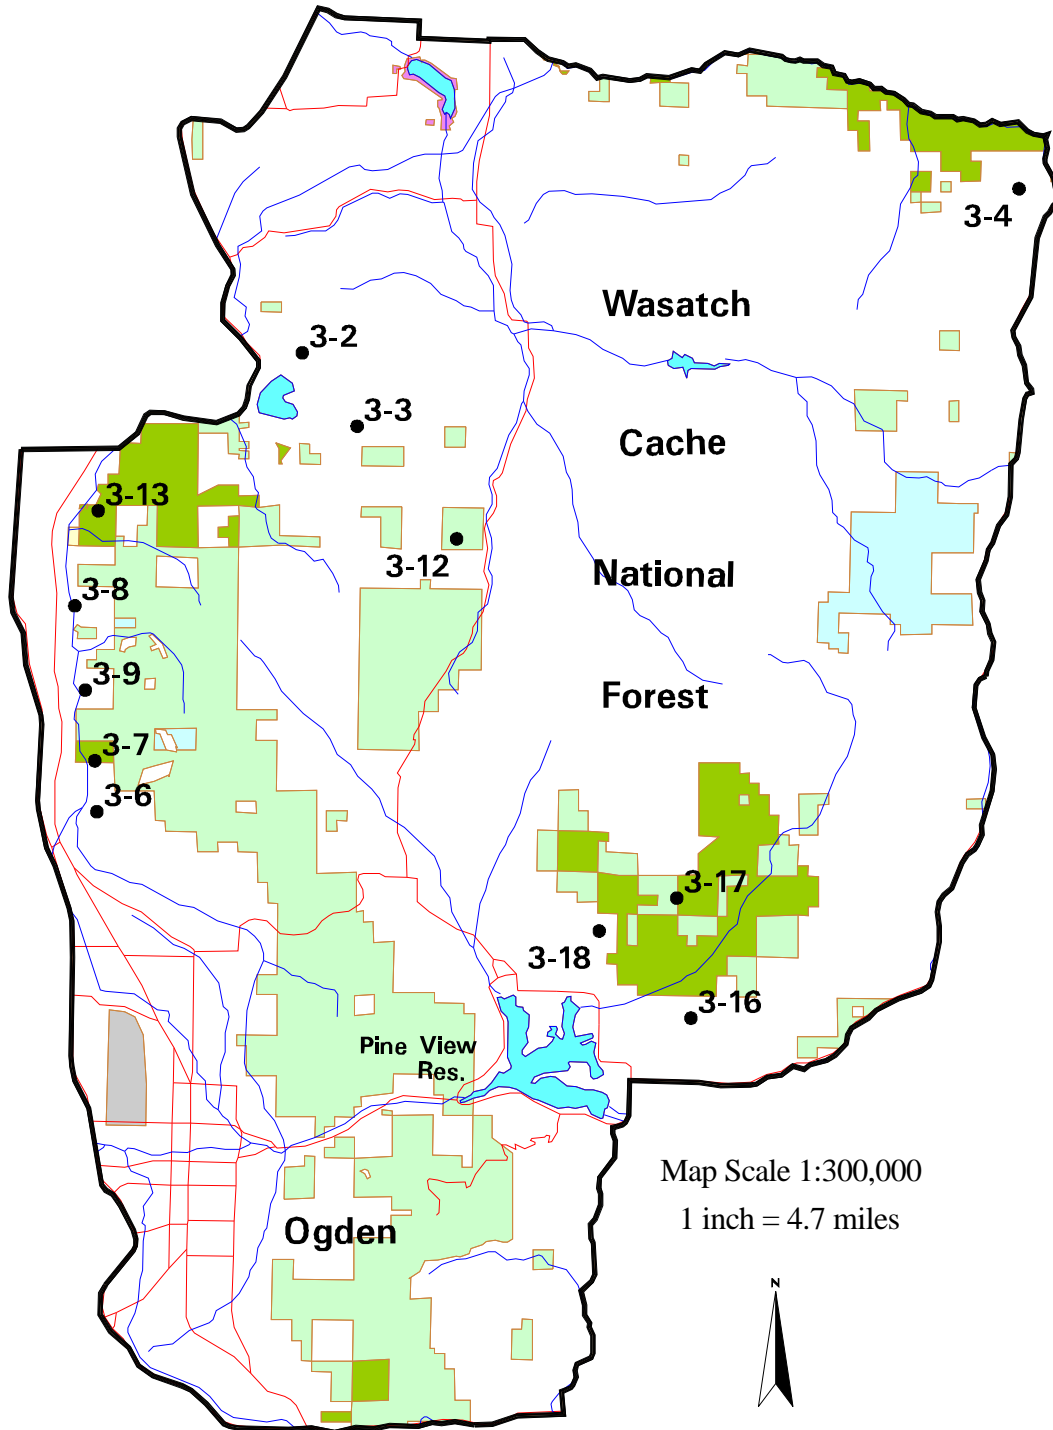 3-4
Wasatch
3-2
3-3
Cache
3-13
3-12
National
3-8
3-9
Forest
3-7
3-6
3-17
3-18
3-16
Pine View
Res.
Map Scale 1:300,000
1 inch = 4.7 miles
Ogden
N